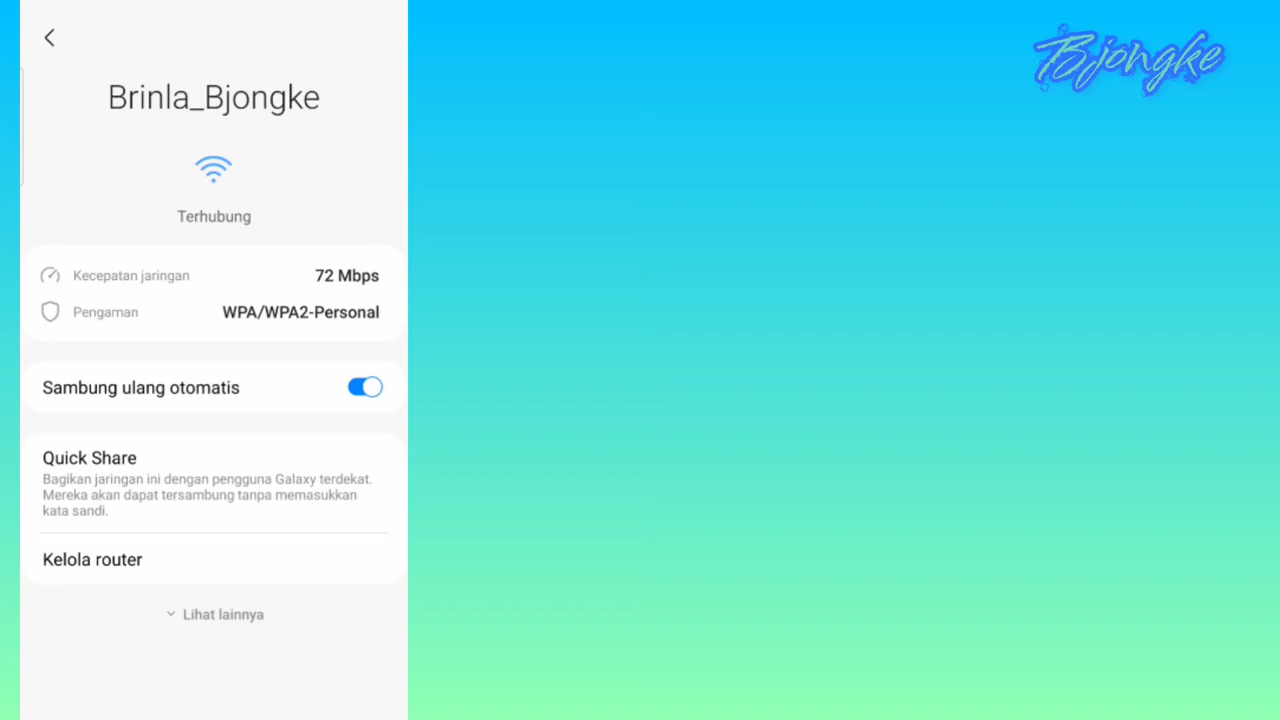 Bjongke
Brinla_Bjongke
Terhubung
Kecepatan jaringan 72 Mbps
Pengaman WPA/WPA2-Personal
Sambung ulang otomatis
Quick Share
Bagikan jaringan ini dengan pengguna Galaxy terdekat.
Mereka akan dapat tersambung tanpa memasukkan
kata sandi.
Kelola router
Lihat lainnya